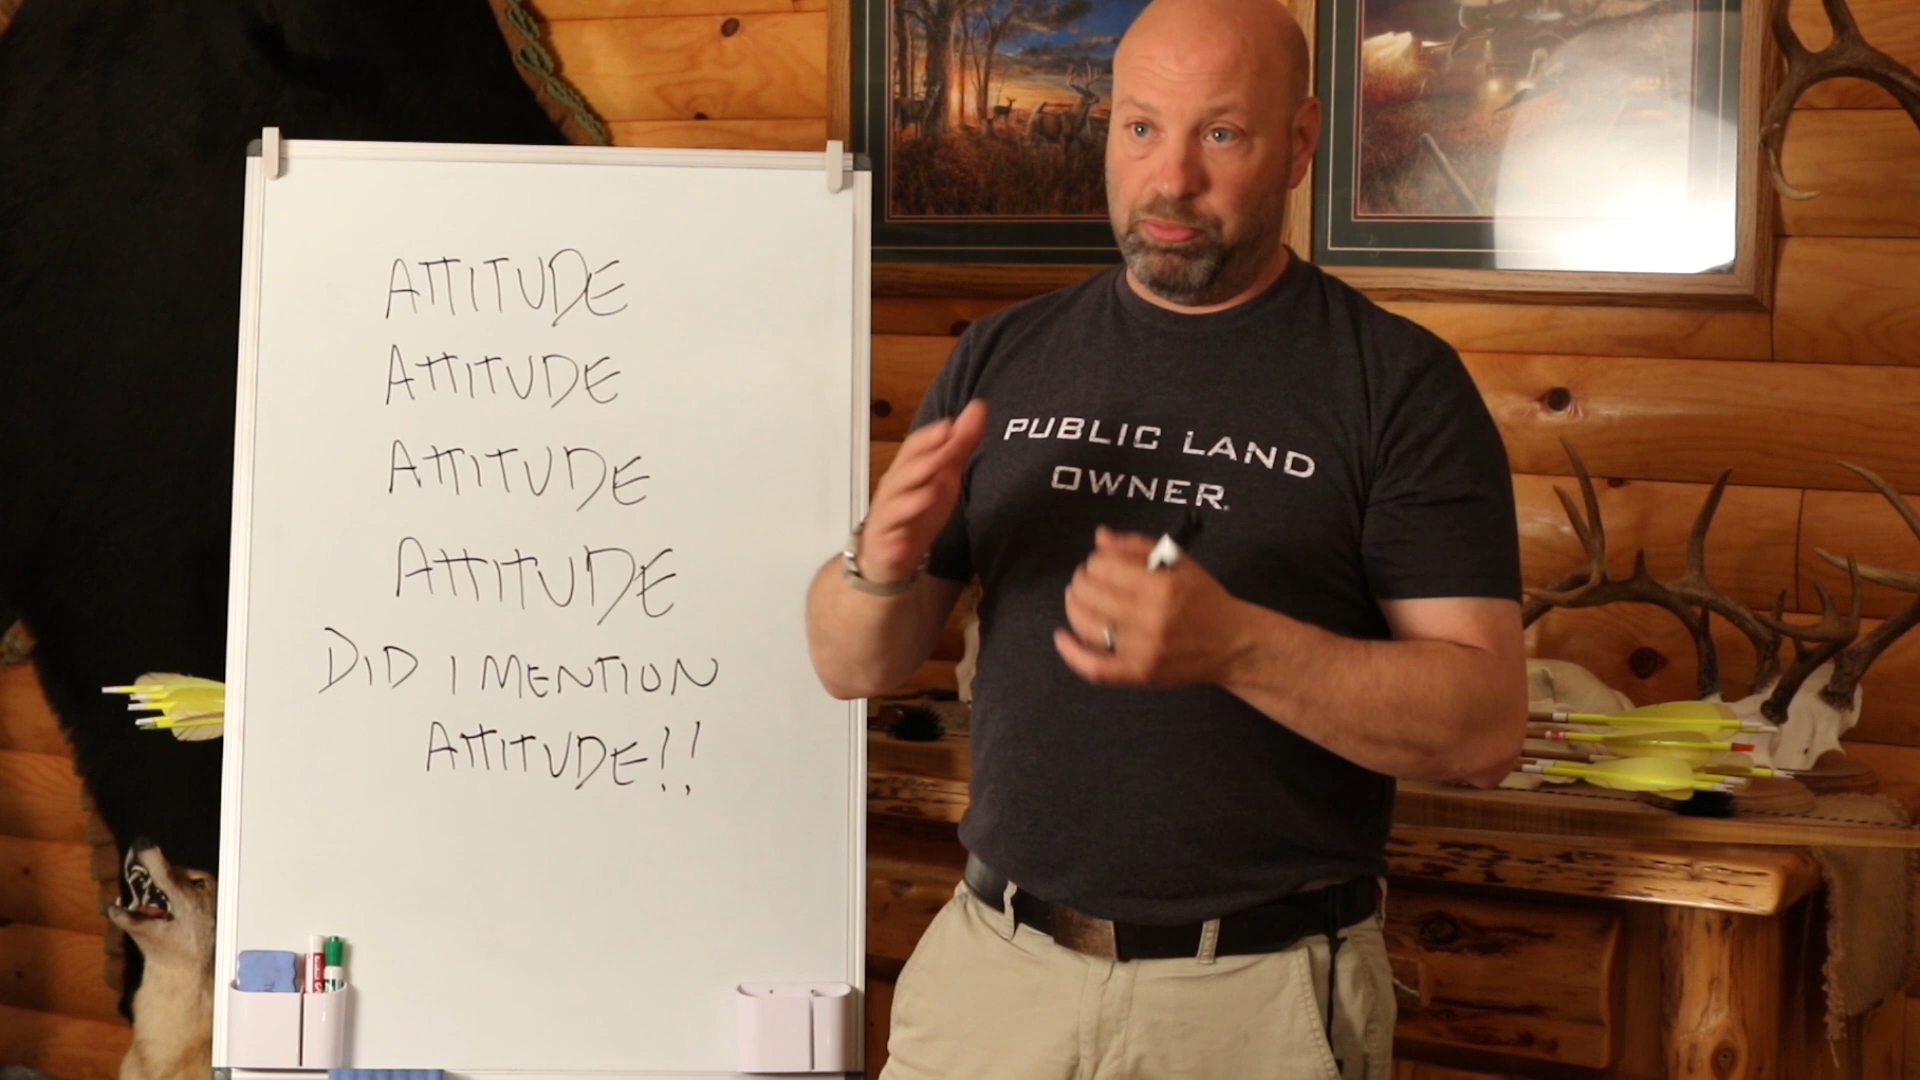 ATTITUDE
ATTITUDE
ATTITUDE
ATTITUDE
DID I MENTION
ATTITUDE!!
PUBLIC LAND
OWNER.